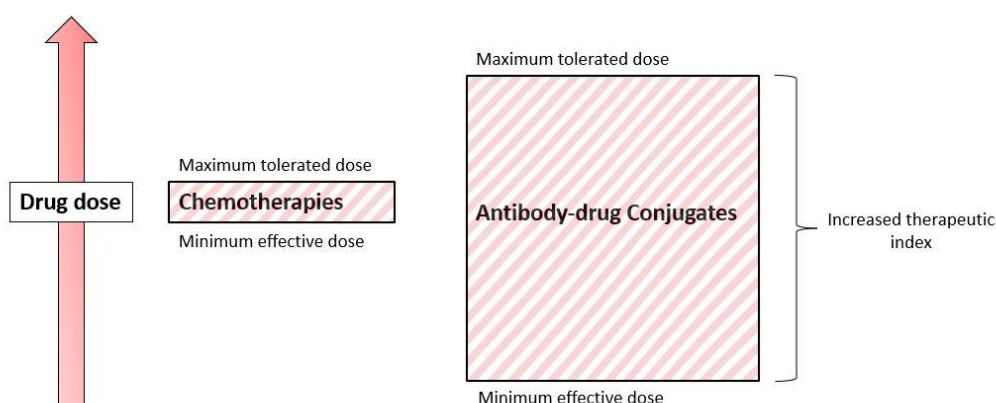 Maximum tolerated dose
Maximum tolerated dose
Drug dose
Chemotherapies
Antibody-drug Conjugates
Increased therapeutic
index
Minimum effective dose
Minimum effective dose